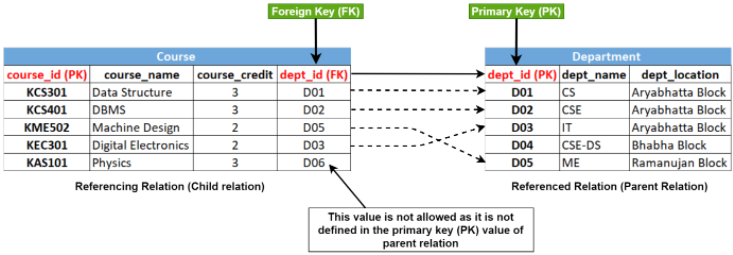 Foreign Key (FK) Primary Key (PK)
Course Department
course_id (PK) course_name course_credit dept_id (FK) dept_id (PK) dept_name dept_location
KCS301 Data Structure 3 D01 D01 CS Aryabhatta Block
KCS401 DBMS 3 D02 D02 CSE Aryabhatta Block
KME502 Machine Design 2 D05 D03 IT Aryabhatta Block
KEC301 Digital Electronics 2 D03 D04 CSE-DS Bhabha Block
KAS101 Physics 3 D06 D05 ME Ramanujan Block
Referencing Relation (Child relation) Referenced Relation (Parent Relation)
This value is not allowed as it is not
defined in the primary key (PK) value of
parent relation